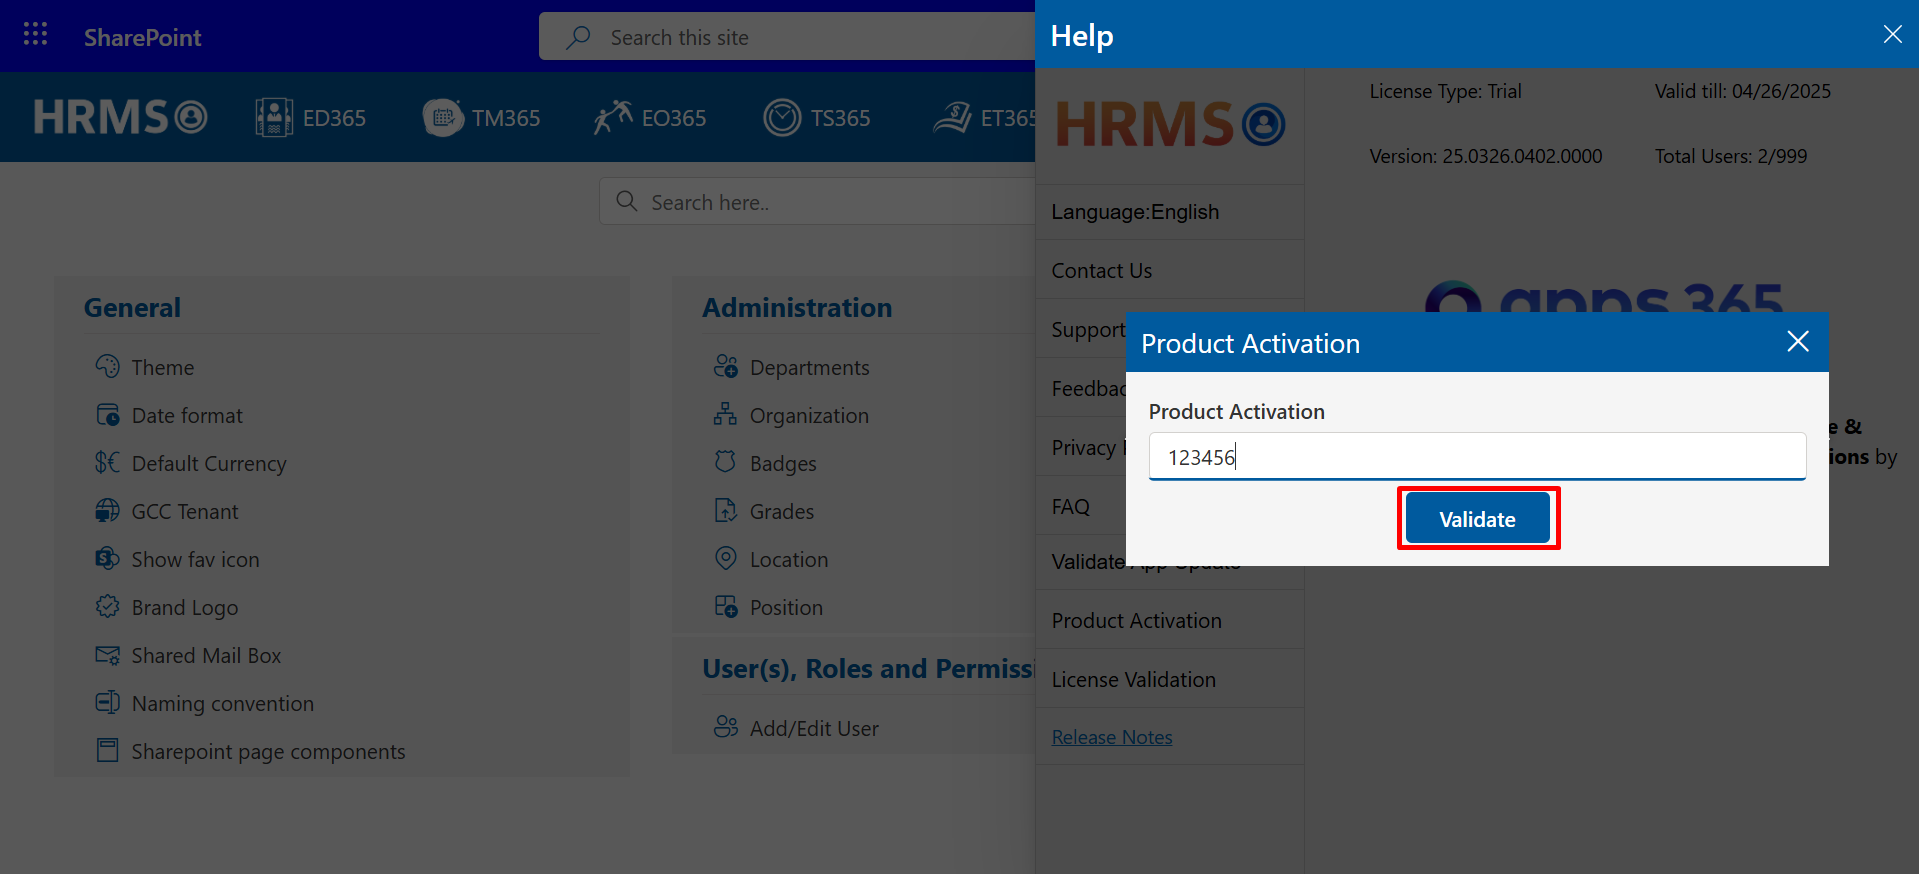 SharePoint
Search this site
HRMS
ED365
TM365
EO365
TS365
ET365
Search here..
General
Theme
Date format
Default Currency
GCC Tenant
Show fav icon
Brand Logo
Shared Mail Box
Naming convention
Sharepoint page components
Administration
Departments
Organization
Badges
Grades
Location
Position
User(s), Roles and Permissi
Add/Edit User
Help
HRMS
License Type: Trial
Valid till: 04/26/2025
Version: 25.0326.0402.0000
Total Users: 2/999
Language:English
Contact Us
Support
Feedbac
Privacy
FAQ
Validate App Update
Product Activation
License Validation
Release Notes
apps 365
e &
ions by
Product Activation
Product Activation
123456
Validate